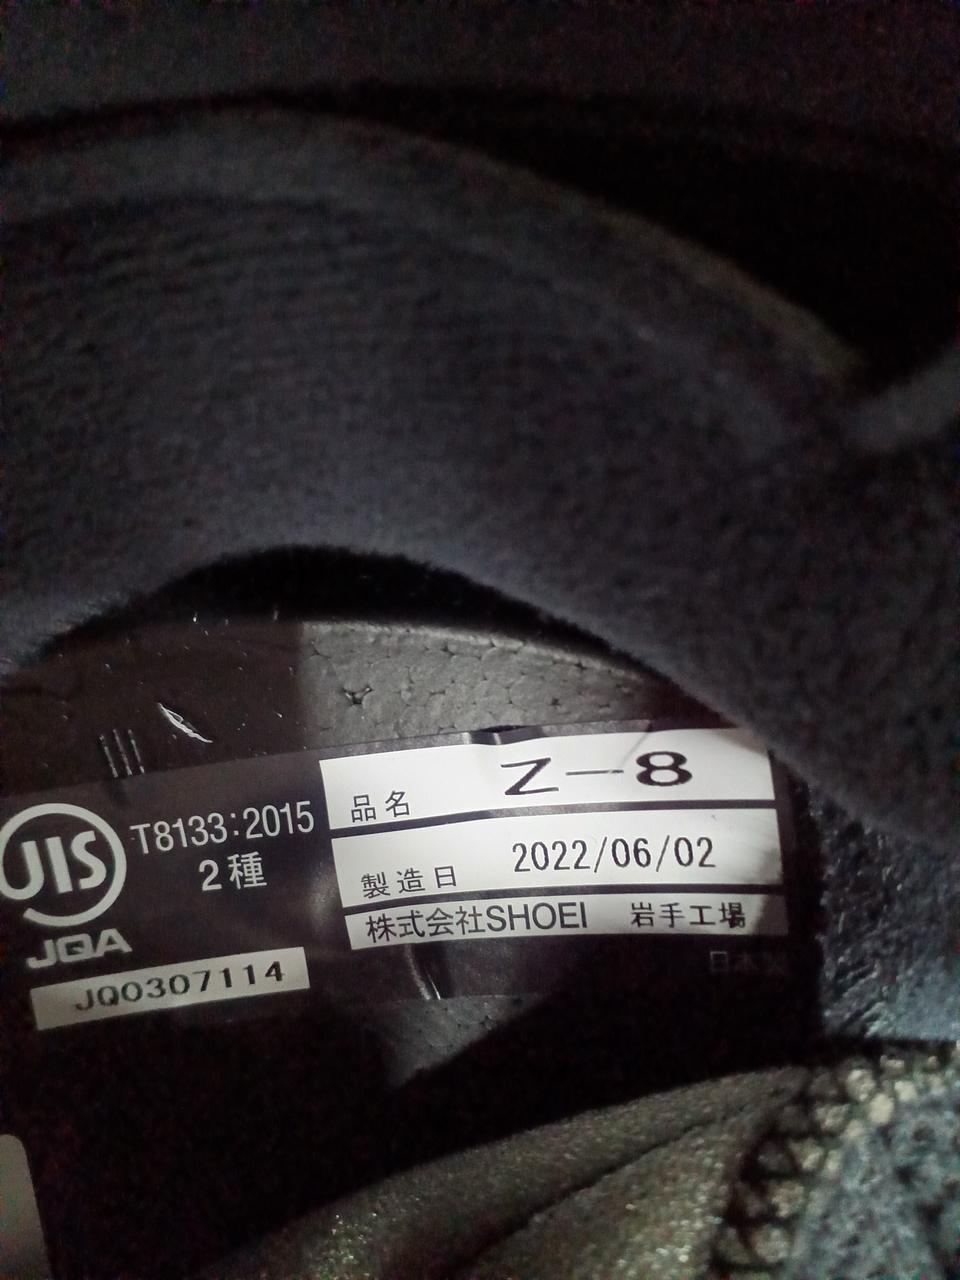 JIS
JQA
T8133:2015
2種
JQ0307114
品名 Z-8
製造日 2022/06/02
株式会社SHOEI 岩手工場